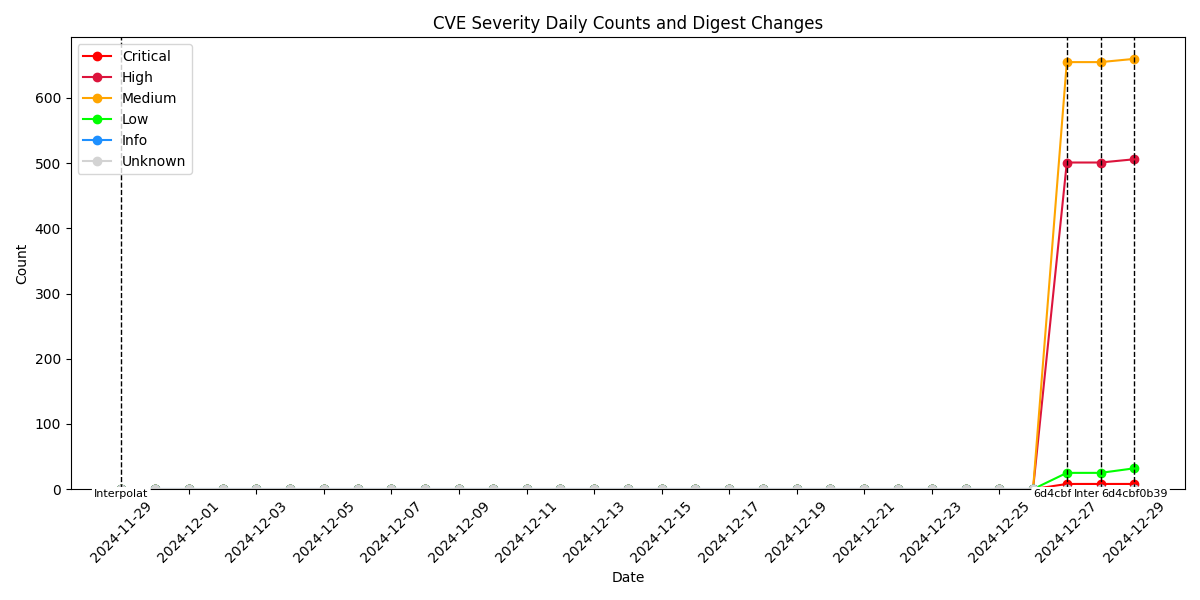 CVE Severity Daily Counts and Digest Changes
Critical
High
Medium
Low
Info
Unknown
Count
600
500
400
300
200
100
0
Interpolat
6d4cbf
Inter
6d4cbf0b39
2024-11-29
2024-12-01
2024-12-03
2024-12-05
2024-12-07
2024-12-09
2024-12-11
2024-12-13
2024-12-15
2024-12-17
2024-12-19
2024-12-21
2024-12-23
2024-12-25
2024-12-27
2024-12-29
Date